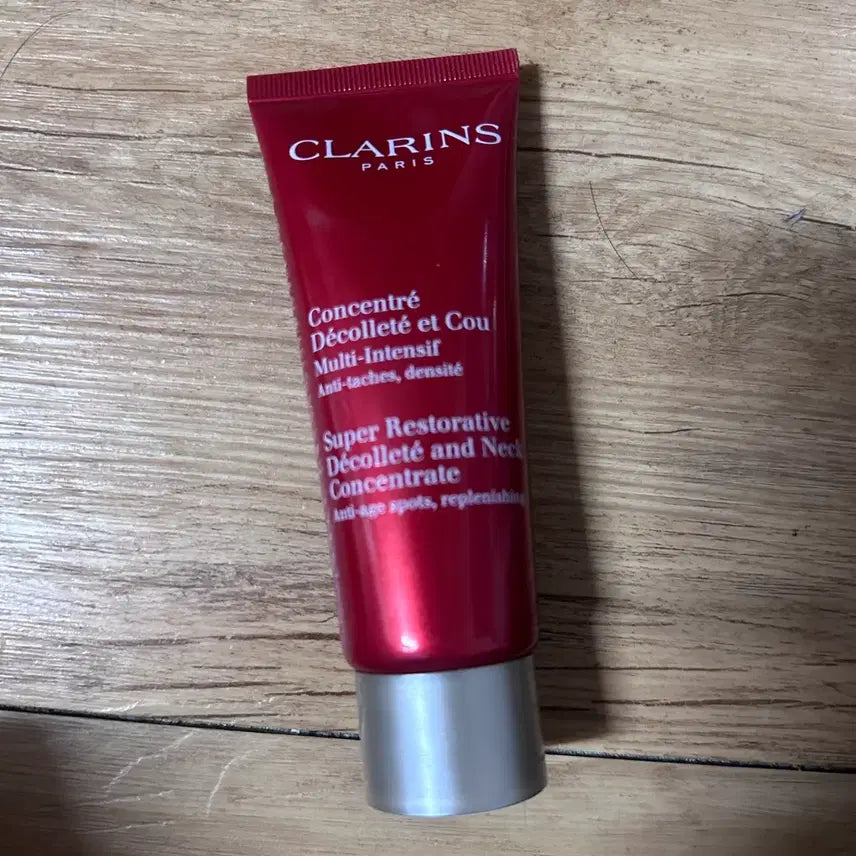 CLARINS
PARIS
Concentré
Décolleté et Cou
Multi-Intensif
Anti-taches, densité
Super Restorative
Décolleté and Neck
Concentrate
Anti-age spots, replenishing